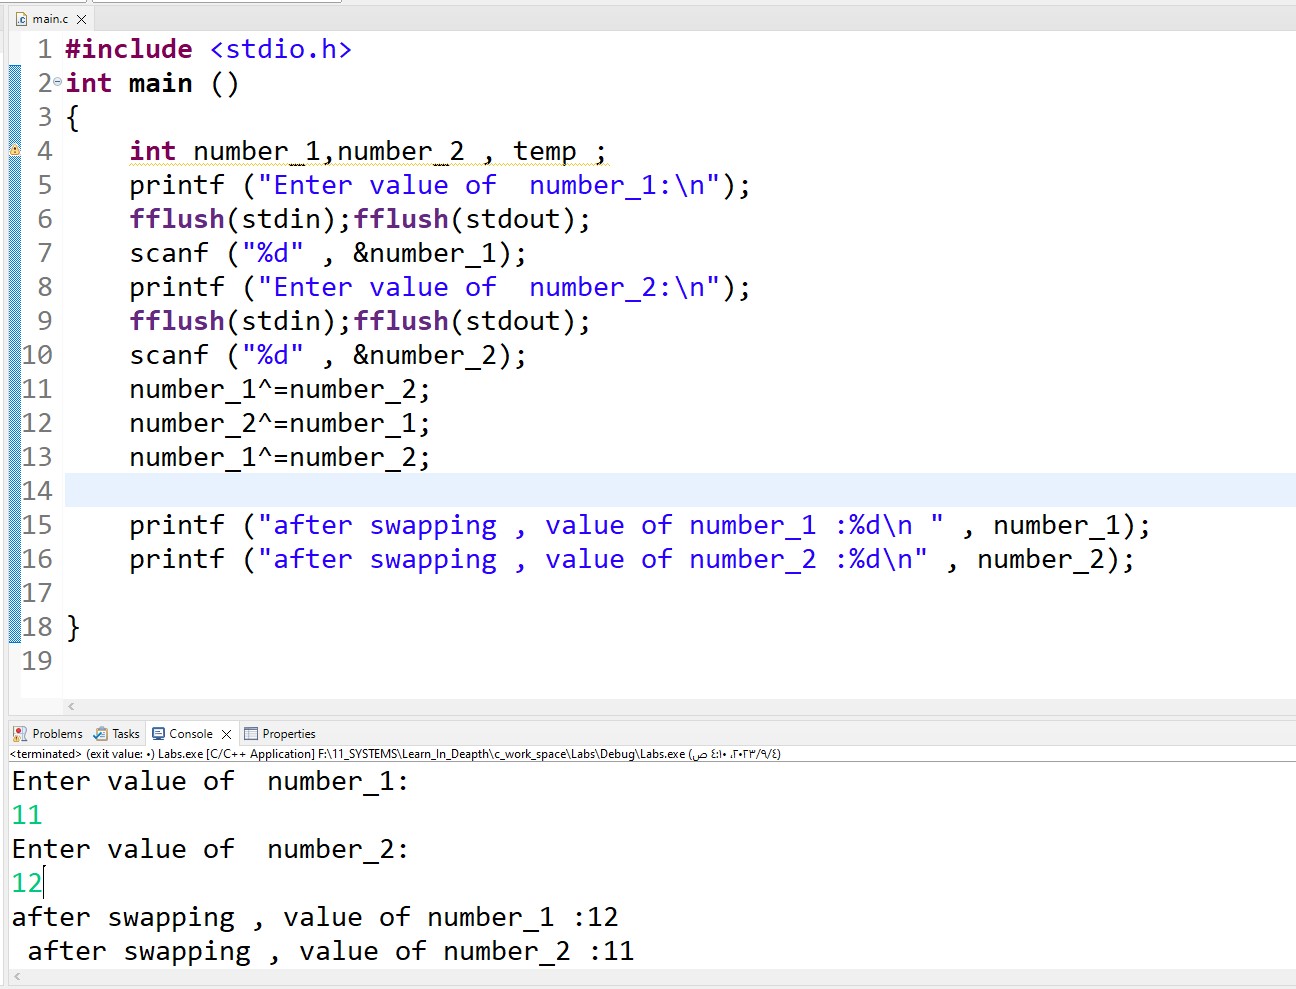 main.c
1 #include <stdio.h>
2 int main ()
3 {
4     int number_1,number_2 , temp ;
5     printf ("Enter value of  number_1:\n");
6     fflush(stdin);fflush(stdout);
7     scanf ("%d" , &number_1);
8     printf ("Enter value of  number_2:\n");
9     fflush(stdin);fflush(stdout);
10     scanf ("%d" , &number_2);
11     number_1^=number_2;
12     number_2^=number_1;
13     number_1^=number_2;
14
15     printf ("after swapping , value of number_1 :%d\n " , number_1);
16     printf ("after swapping , value of number_2 :%d\n" , number_2);
17
18 }
19
Problems Tasks Console Properties
<terminated> (exit value: ٠) Labs.exe [C/C++ Application] F:\11_SYSTEMS\Learn_In_Deapth\c_work_space\Labs\Debug\Labs.exe (٢٠٢٣/٩/٤، ٤:١٠ ص)
Enter value of  number_1:
11
Enter value of  number_2:
12
after swapping , value of number_1 :12
 after swapping , value of number_2 :11